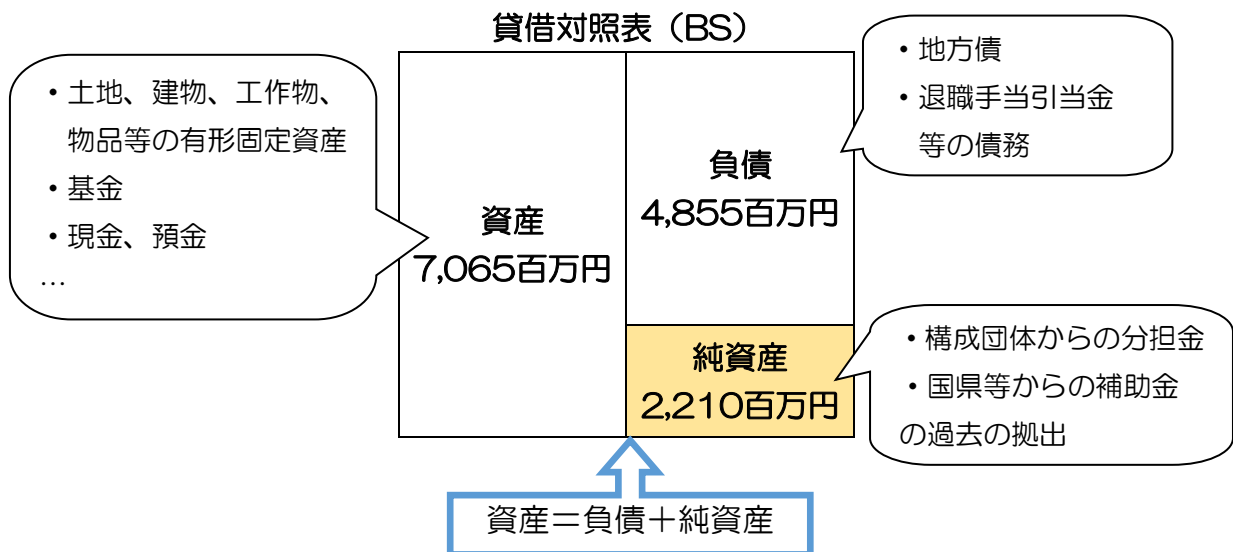 貸借対照表（BS）
・土地、建物、工作物、
物品等の有形固定資産
・基金
・現金、預金
…
資産
7,065百万円
負債
4,855百万円
・地方債
・退職手当引当金
等の債務
純資産
2,210百万円
・構成団体からの分担金
・国県等からの補助金
の過去の拠出
資産＝負債＋純資産